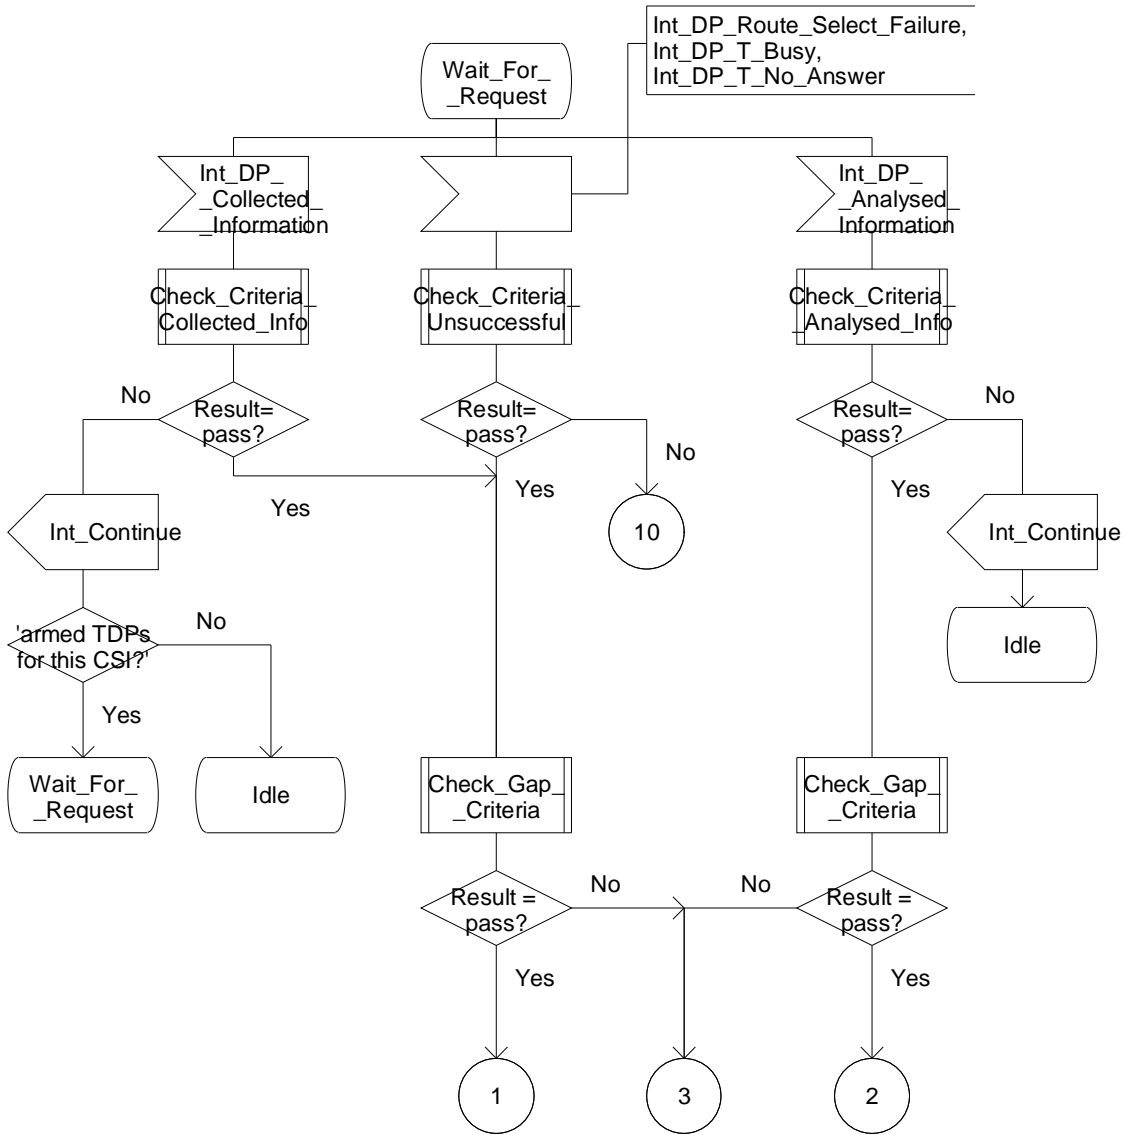 Int_DP_Route_Select_Failure,
Int_DP_T_Busy,
Int_DP_T_No_Answer
Wait_For_
_Request
Int_DP_
_Collected_
_Information
Int_DP_
_Analysed_
Information
Check_Criteria_
Collected_Info
Check_Criteria_
Unsuccessful
Check_Criteria_
_Analysed_Info
No
Result=
pass?
Result=
pass?
No
Result=
pass?
No
Yes
Yes
Yes
Int_Continue
10
Int_Continue
'armed TDPs
for this CSI?'
No
Idle
Yes
Wait_For_
_Request
Idle
Check_Gap_
_Criteria
Check_Gap_
_Criteria
Result =
pass?
No
No
Result =
pass?
Yes
Yes
1
3
2